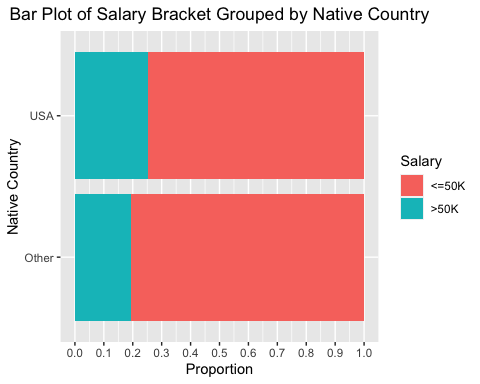 Bar Plot of Salary Bracket Grouped by Native Country
Native Country
USA
Other
0.0 0.1 0.2 0.3 0.4 0.5 0.6 0.7 0.8 0.9 1.0
Proportion
Salary
<=50K
>50K